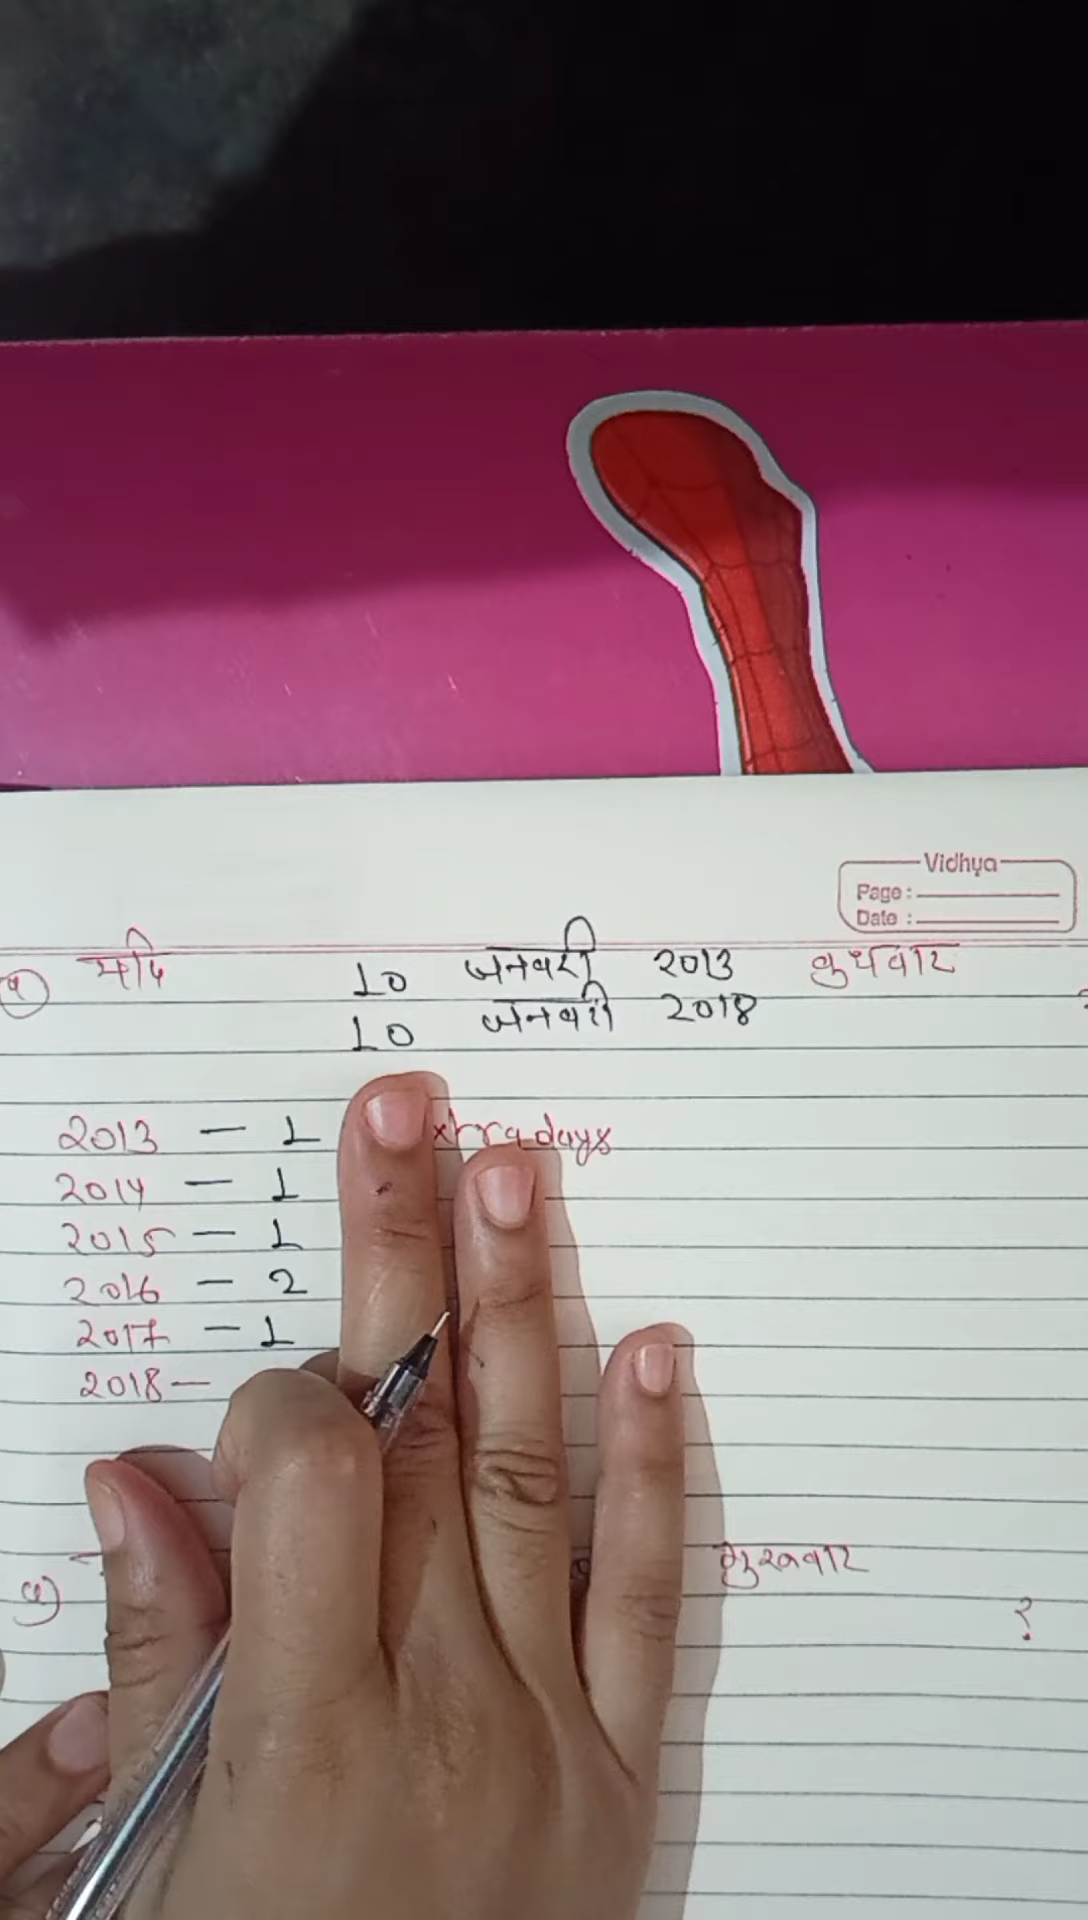 Vidhya
Page :
Date :
यदि 10 जनवरी 2013 बुधवार
10 जनवरी 2018 ?
2013 – 1 xtra days
2014 – 1
2015 – 1
2016 – 2
2017 – 1
2018 –
गुरुवार
?